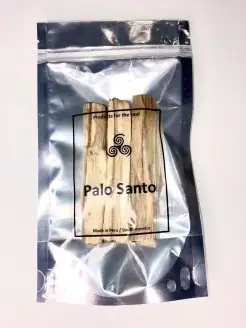 Products for the soul
Palo Santo
Made in Peru / South America